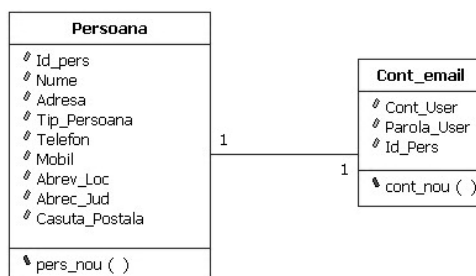 Persoana
Id_pers
Nume
Adresa
Tip_Persoana
Telefon
Mobil
Abrev_Loc
Abrec_Jud
Casuta_Postala
pers_nou ( )
1
1
Cont_email
Cont_User
Parola_User
Id_Pers
cont_nou ( )